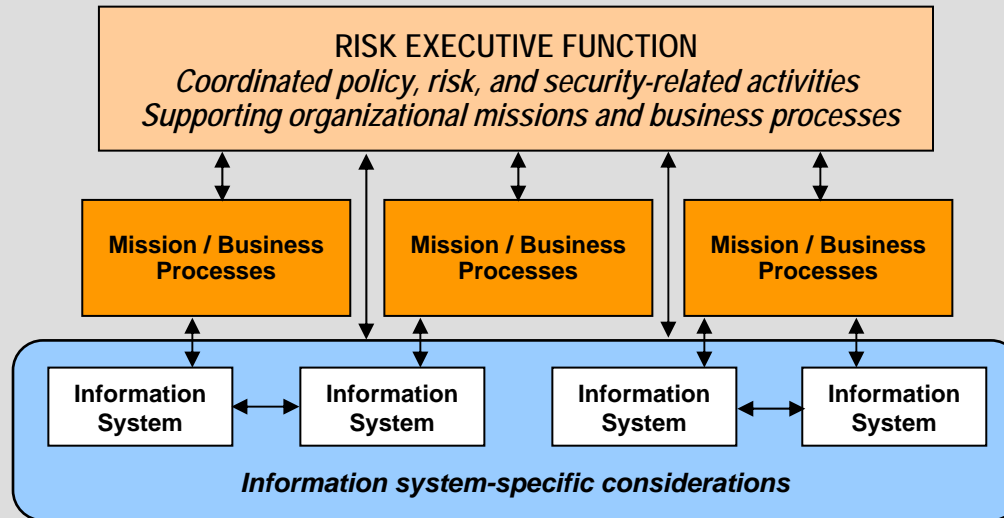 RISK EXECUTIVE FUNCTION
Coordinated policy, risk, and security-related activities
Supporting organizational missions and business processes
Mission / Business
Processes
Mission / Business
Processes
Mission / Business
Processes
Information
System
Information
System
Information
System
Information
System
Information system-specific considerations